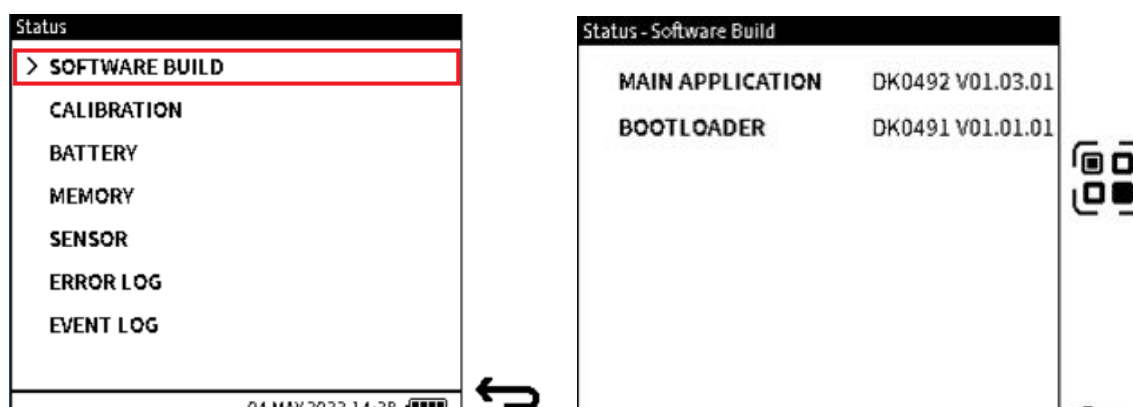 Status
> SOFTWARE BUILD
CALIBRATION
BATTERY
MEMORY
SENSOR
ERROR LOG
EVENT LOG
Status - Software Build
MAIN APPLICATION DK0492 V01.03.01
BOOTLOADER DK0491 V01.01.01